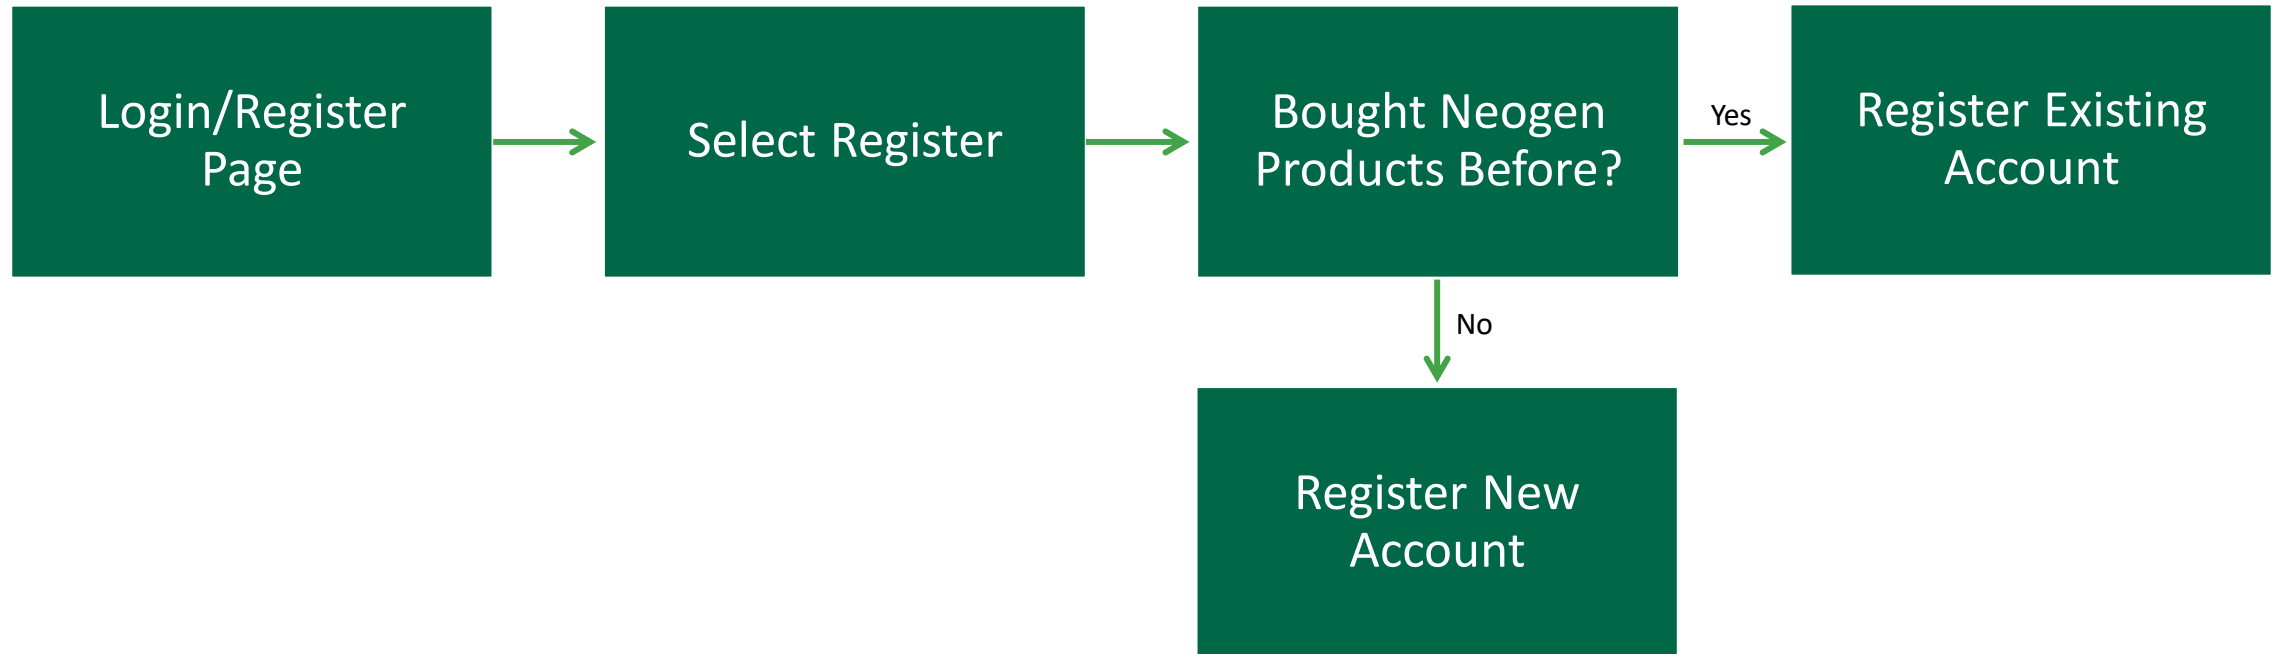 Login/Register
Page
Select Register
Bought Neogen
Products Before?
Yes
Register Existing
Account
No
Register New
Account